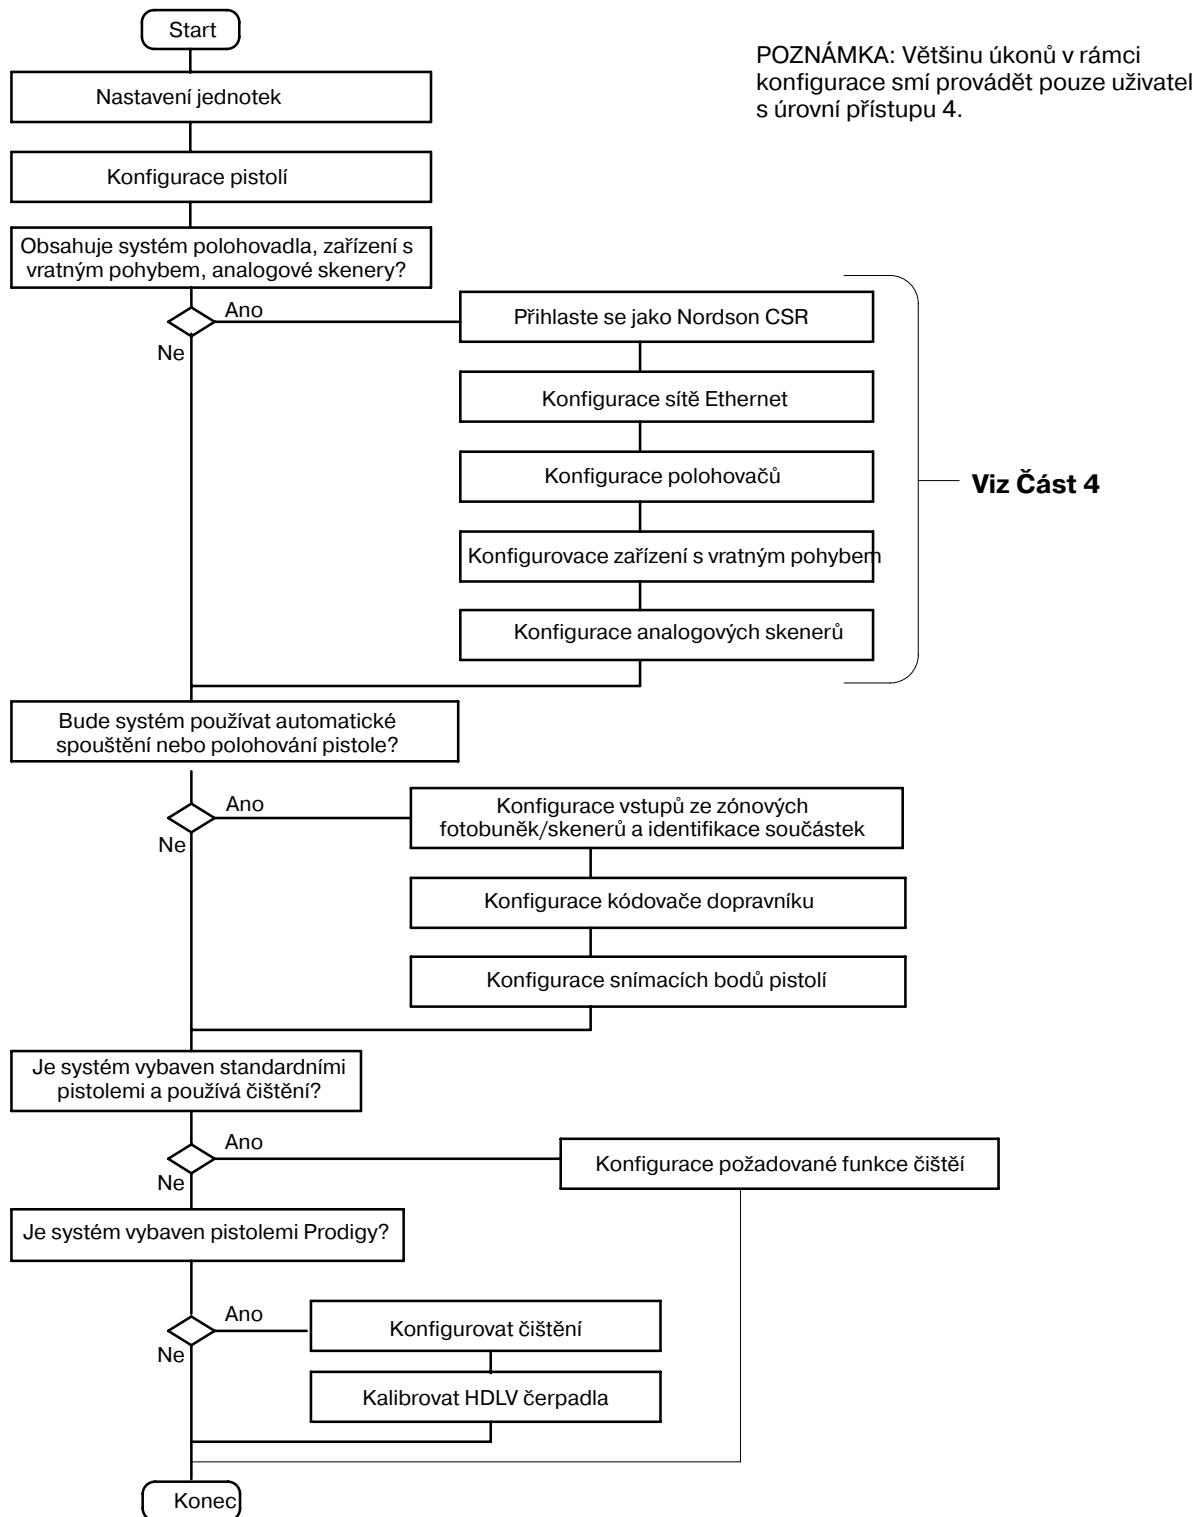 Start
POZNÁMKA: Většinu úkonů v rámci
konfigurace smí provádět pouze uživatel
s úrovní přístupu 4.
Nastavení jednotek
Konfigurace pistolí
Obsahuje systém polohovadla, zařízení s
vratným pohybem, analogové skenery?
Ano
Ne
Přihlaste se jako Nordson CSR
Konfigurace sítě Ethernet
Konfigurace polohovačů
Viz Část 4
Konfigurovace zařízení s vratným pohybem
Konfigurace analogových skenerů
Bude systém používat automatické
spouštění nebo polohování pistole?
Ano
Ne
Konfigurace vstupů ze zónových
fotobuněk/skenerů a identifikace součástek
Konfigurace kódovače dopravníku
Konfigurace snímacích bodů pistolí
Je systém vybaven standardními
pistolemi a používá čištění?
Ano
Ne
Konfigurace požadované funkce čištěí
Je systém vybaven pistolemi Prodigy?
Ano
Ne
Konfigurovat čištění
Kalibrovat HDLV čerpadla
Konec